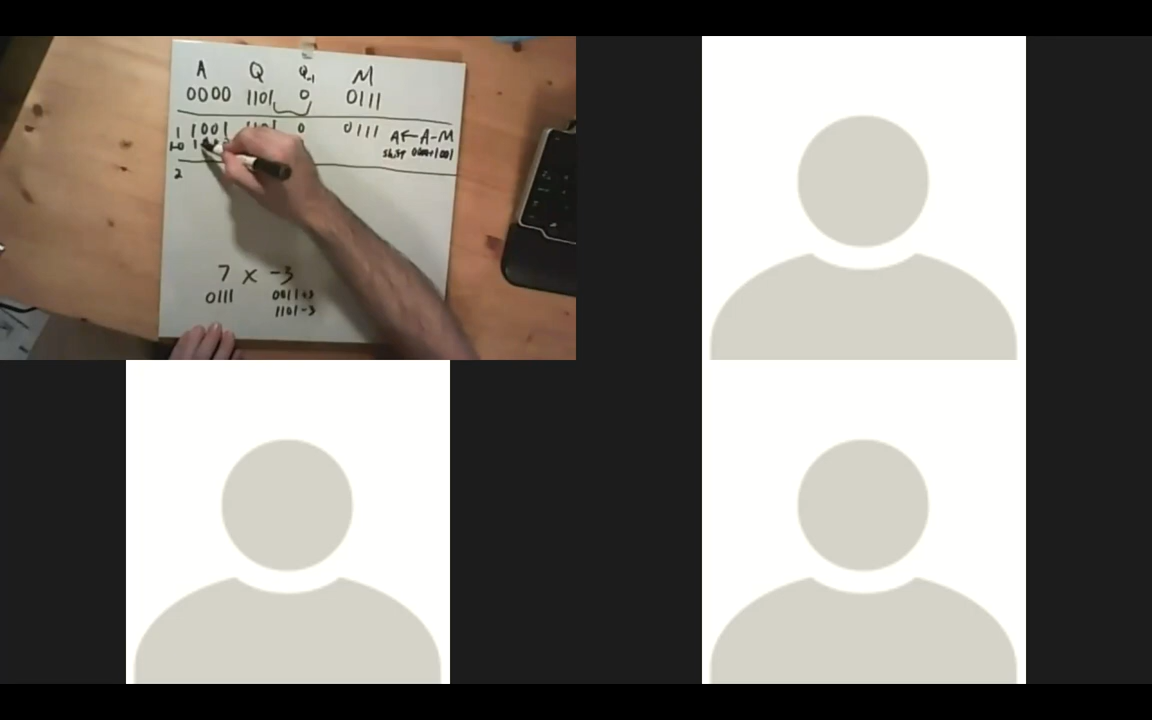 A Q Q-1 M
0000 1101 0 0111
1 1001 1101 0 0111 A←A-M
10 shift
2
7 x -3
0111 0011+3
1101-3